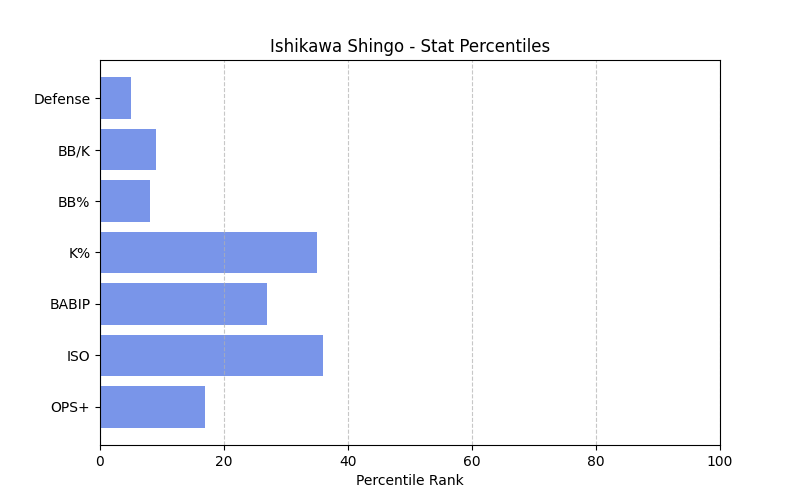 Ishikawa Shingo - Stat Percentiles
Defense
BB/K
BB%
K%
BABIP
ISO
OPS+
0 20 40 60 80 100
Percentile Rank